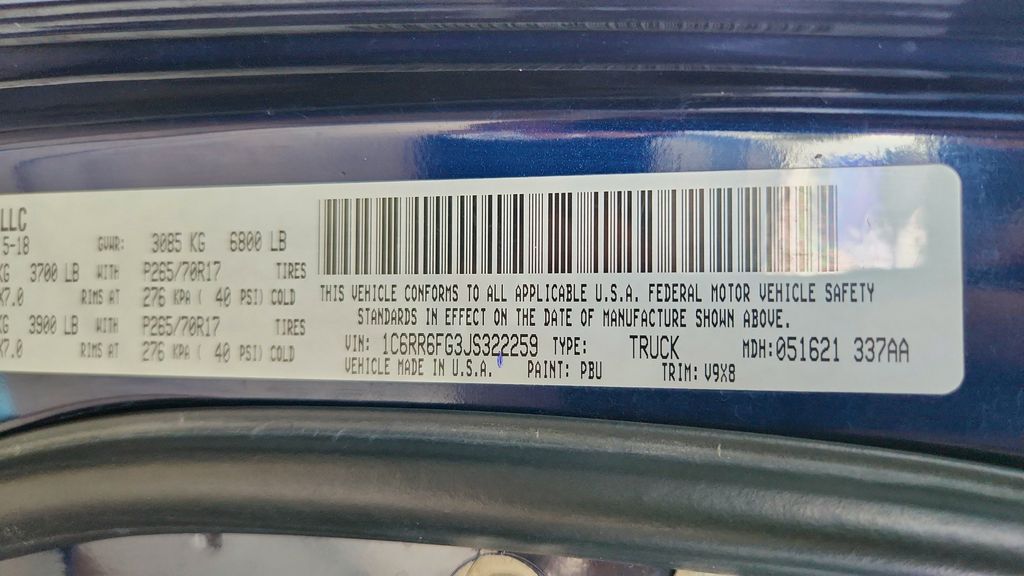 LLC
5-18 GVWR: 3085 KG 6800 LB
KG 3700 LB WITH P265/70R17 TIRES
X7.0 RIMS AT 276 KPA ( 40 PSI) COLD
KG 3900 LB WITH P265/70R17 TIRES
X7.0 RIMS AT 276 KPA ( 40 PSI) COLD
THIS VEHICLE CONFORMS TO ALL APPLICABLE U.S.A. FEDERAL MOTOR VEHICLE SAFETY
STANDARDS IN EFFECT ON THE DATE OF MANUFACTURE SHOWN ABOVE.
VIN: 1C6RR6FG3JS322259 TYPE: TRUCK MDH:051621 337AA
VEHICLE MADE IN U.S.A. PAINT: PBU TRIM: V9X8